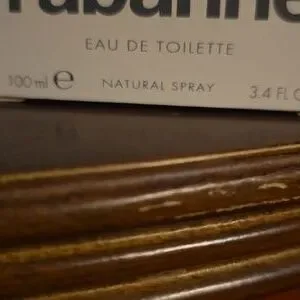 rabanne
EAU DE TOILETTE
100 ml ℮ NATURAL SPRAY 3.4 FL O